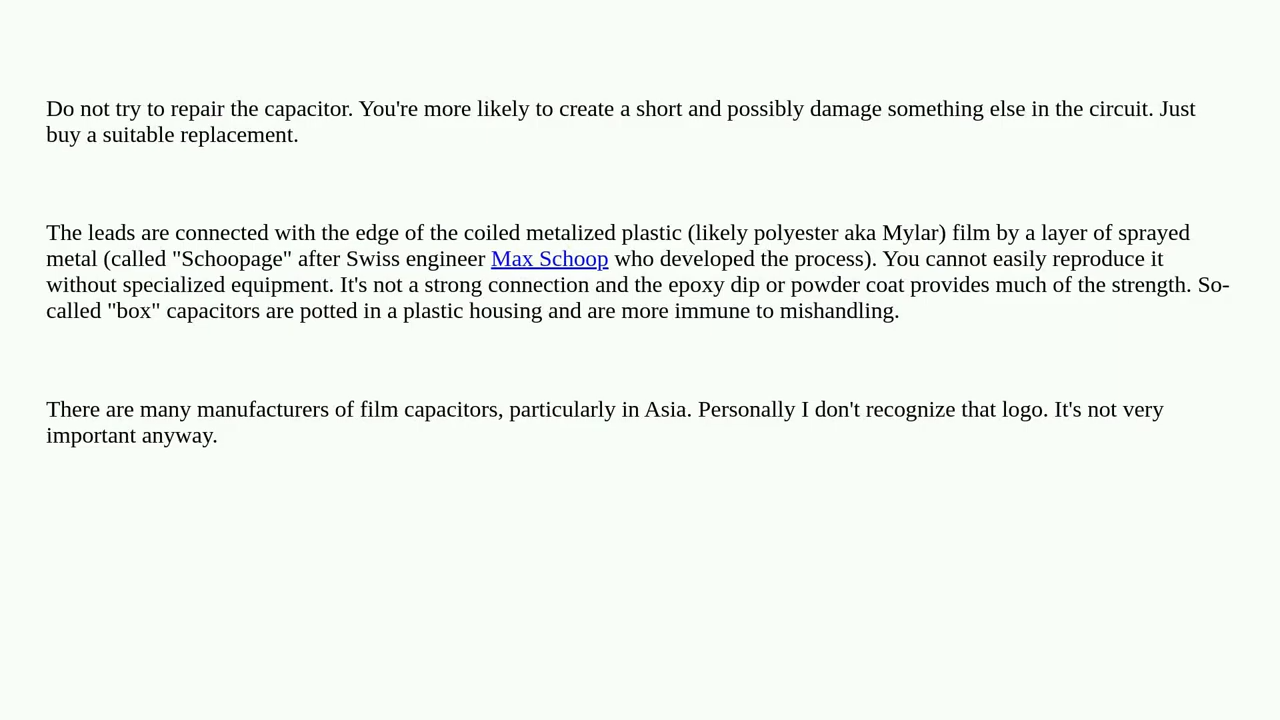 Do not try to repair the capacitor. You're more likely to create a short and possibly damage something else in the circuit. Just
buy a suitable replacement.
The leads are connected with the edge of the coiled metalized plastic (likely polyester aka Mylar) film by a layer of sprayed
metal (called "Schoopage" after Swiss engineer Max Schoop who developed the process). You cannot easily reproduce it
without specialized equipment. It's not a strong connection and the epoxy dip or powder coat provides much of the strength. So-
called "box" capacitors are potted in a plastic housing and are more immune to mishandling.
There are many manufacturers of film capacitors, particularly in Asia. Personally I don't recognize that logo. It's not very
important anyway.